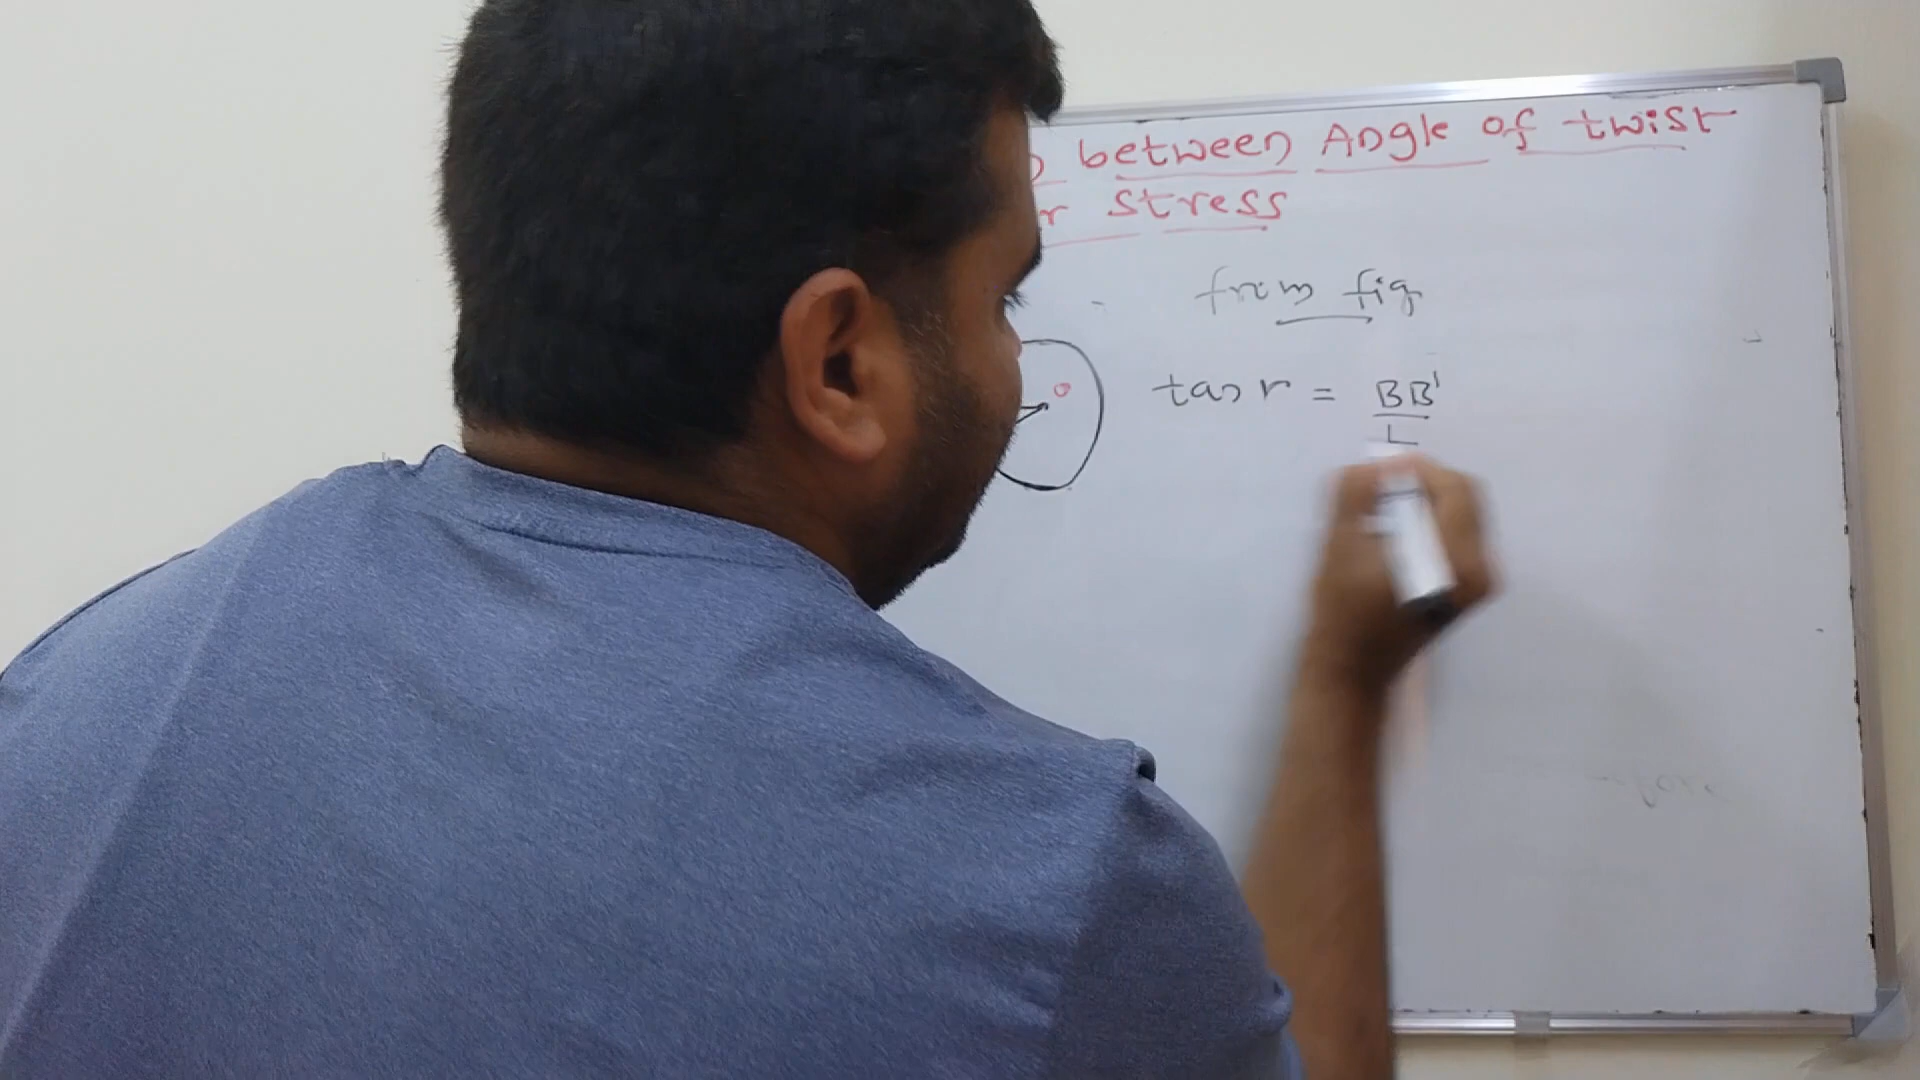 between Angle of twist
r stress
from fig
o
tan r = BB'
L